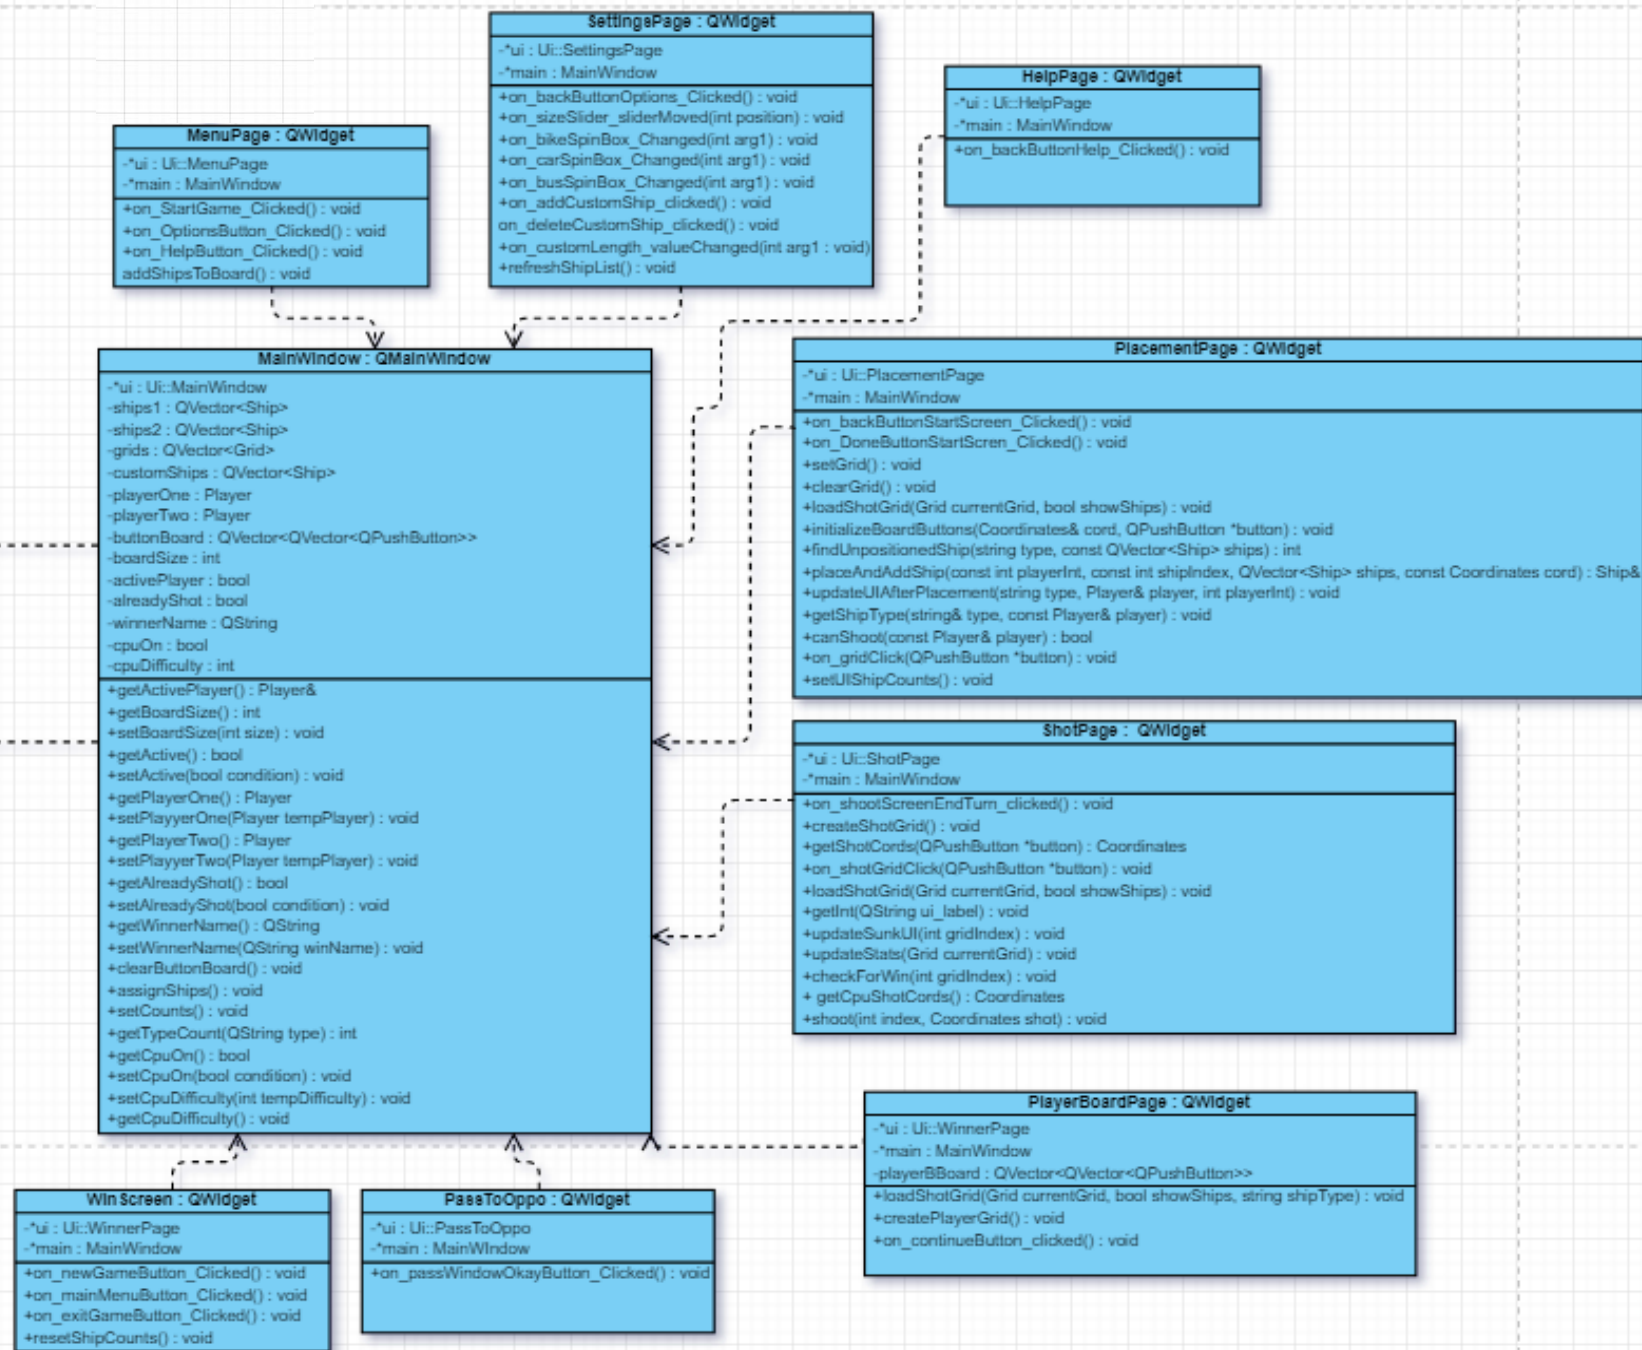 SettingsPage : QWidget
-*ui : Ui::SettingsPage
-*main : MainWindow
+on_backButtonOptions_Clicked() : void
+on_sizeSlider_sliderMoved(int position) : void
+on_bikeSpinBox_Changed(int arg1) : void
+on_carSpinBox_Changed(int arg1) : void
+on_busSpinBox_Changed(int arg1) : void
+on_addCustomShip_clicked() : void
on_deleteCustomShip_clicked() : void
+on_customLength_valueChanged(int arg1 : void)
+refreshShipList() : void
HelpPage : QWidget
-*ui : Ui::HelpPage
-*main : MainWindow
+on_backButtonHelp_Clicked() : void
MenuPage : QWidget
-*ui : Ui::MenuPage
-*main : MainWindow
+on_StartGame_Clicked() : void
+on_OptionsButton_Clicked() : void
+on_HelpButton_Clicked() : void
addShipsToBoard() : void
MainWindow : QMainWindow
-*ui : Ui::MainWindow
-ships1 : QVector<Ship>
-ships2 : QVector<Ship>
-grids : QVector<Grid>
-customShips : QVector<Ship>
-playerOne : Player
-playerTwo : Player
-buttonBoard : QVector<QVector<QPushButton>>
-boardSize : int
-activePlayer : bool
-alreadyShot : bool
-winnerName : QString
-cpuOn : bool
-cpuDifficulty : int
+getActivePlayer() : Player&
+getBoardSize() : int
+setBoardSize(int size) : void
+getActive() : bool
+setActive(bool condition) : void
+getPlayerOne() : Player
+setPlayyerOne(Player tempPlayer) : void
+getPlayerTwo() : Player
+setPlayyerTwo(Player tempPlayer) : void
+getAlreadyShot() : bool
+setAlreadyShot(bool condition) : void
+getWinnerName() : QString
+setWinnerName(QString winName) : void
+clearButtonBoard() : void
+assignShips() : void
+setCounts() : void
+getTypeCount(QString type) : int
+getCpuOn() : bool
+setCpuOn(bool condition) : void
+setCpuDifficulty(int tempDifficulty) : void
+getCpuDifficulty() : void
PlacementPage : QWidget
-*ui : Ui::PlacementPage
-*main : MainWindow
+on_backButtonStartScreen_Clicked() : void
+on_DoneButtonStartScren_Clicked() : void
+setGrid() : void
+clearGrid() : void
+loadShotGrid(Grid currentGrid, bool showShips) : void
+initializeBoardButtons(Coordinates& cord, QPushButton *button) : void
+findUnpositionedShip(string type, const QVector<Ship> ships) : int
+placeAndAddShip(const int playerInt, const int shipIndex, QVector<Ship> ships, const Coordinates cord) : Ship&
+updateUIAfterPlacement(string type, Player& player, int playerInt) : void
+getShipType(string& type, const Player& player) : void
+canShoot(const Player& player) : bool
+on_gridClick(QPushButton *button) : void
+setUIShipCounts() : void
ShotPage : QWidget
-*ui : Ui::ShotPage
-*main : MainWindow
+on_shootScreenEndTurn_clicked() : void
+createShotGrid() : void
+getShotCords(QPushButton *button) : Coordinates
+on_shotGridClick(QPushButton *button) : void
+loadShotGrid(Grid currentGrid, bool showShips) : void
+getInt(QString ui_label) : void
+updateSunkUI(int gridIndex) : void
+updateStats(Grid currentGrid) : void
+checkForWin(int gridIndex) : void
+ getCpuShotCords() : Coordinates
+shoot(int index, Coordinates shot) : void
PlayerBoardPage : QWidget
-*ui : Ui::WinnerPage
-*main : MainWindow
-playerBBoard : QVector<QVector<QPushButton>>
+loadShotGrid(Grid currentGrid, bool showShips, string shipType) : void
+createPlayerGrid() : void
+on_continueButton_clicked() : void
WinScreen : QWidget
-*ui : Ui::WinnerPage
-*main : MainWindow
+on_newGameButton_Clicked() : void
+on_mainMenuButton_Clicked() : void
+on_exitGameButton_Clicked() : void
+resetShipCounts() : void
PassToOppo : QWidget
-*ui : Ui::PassToOppo
-*main : MainWIndow
+on_passWindowOkayButton_Clicked() : void